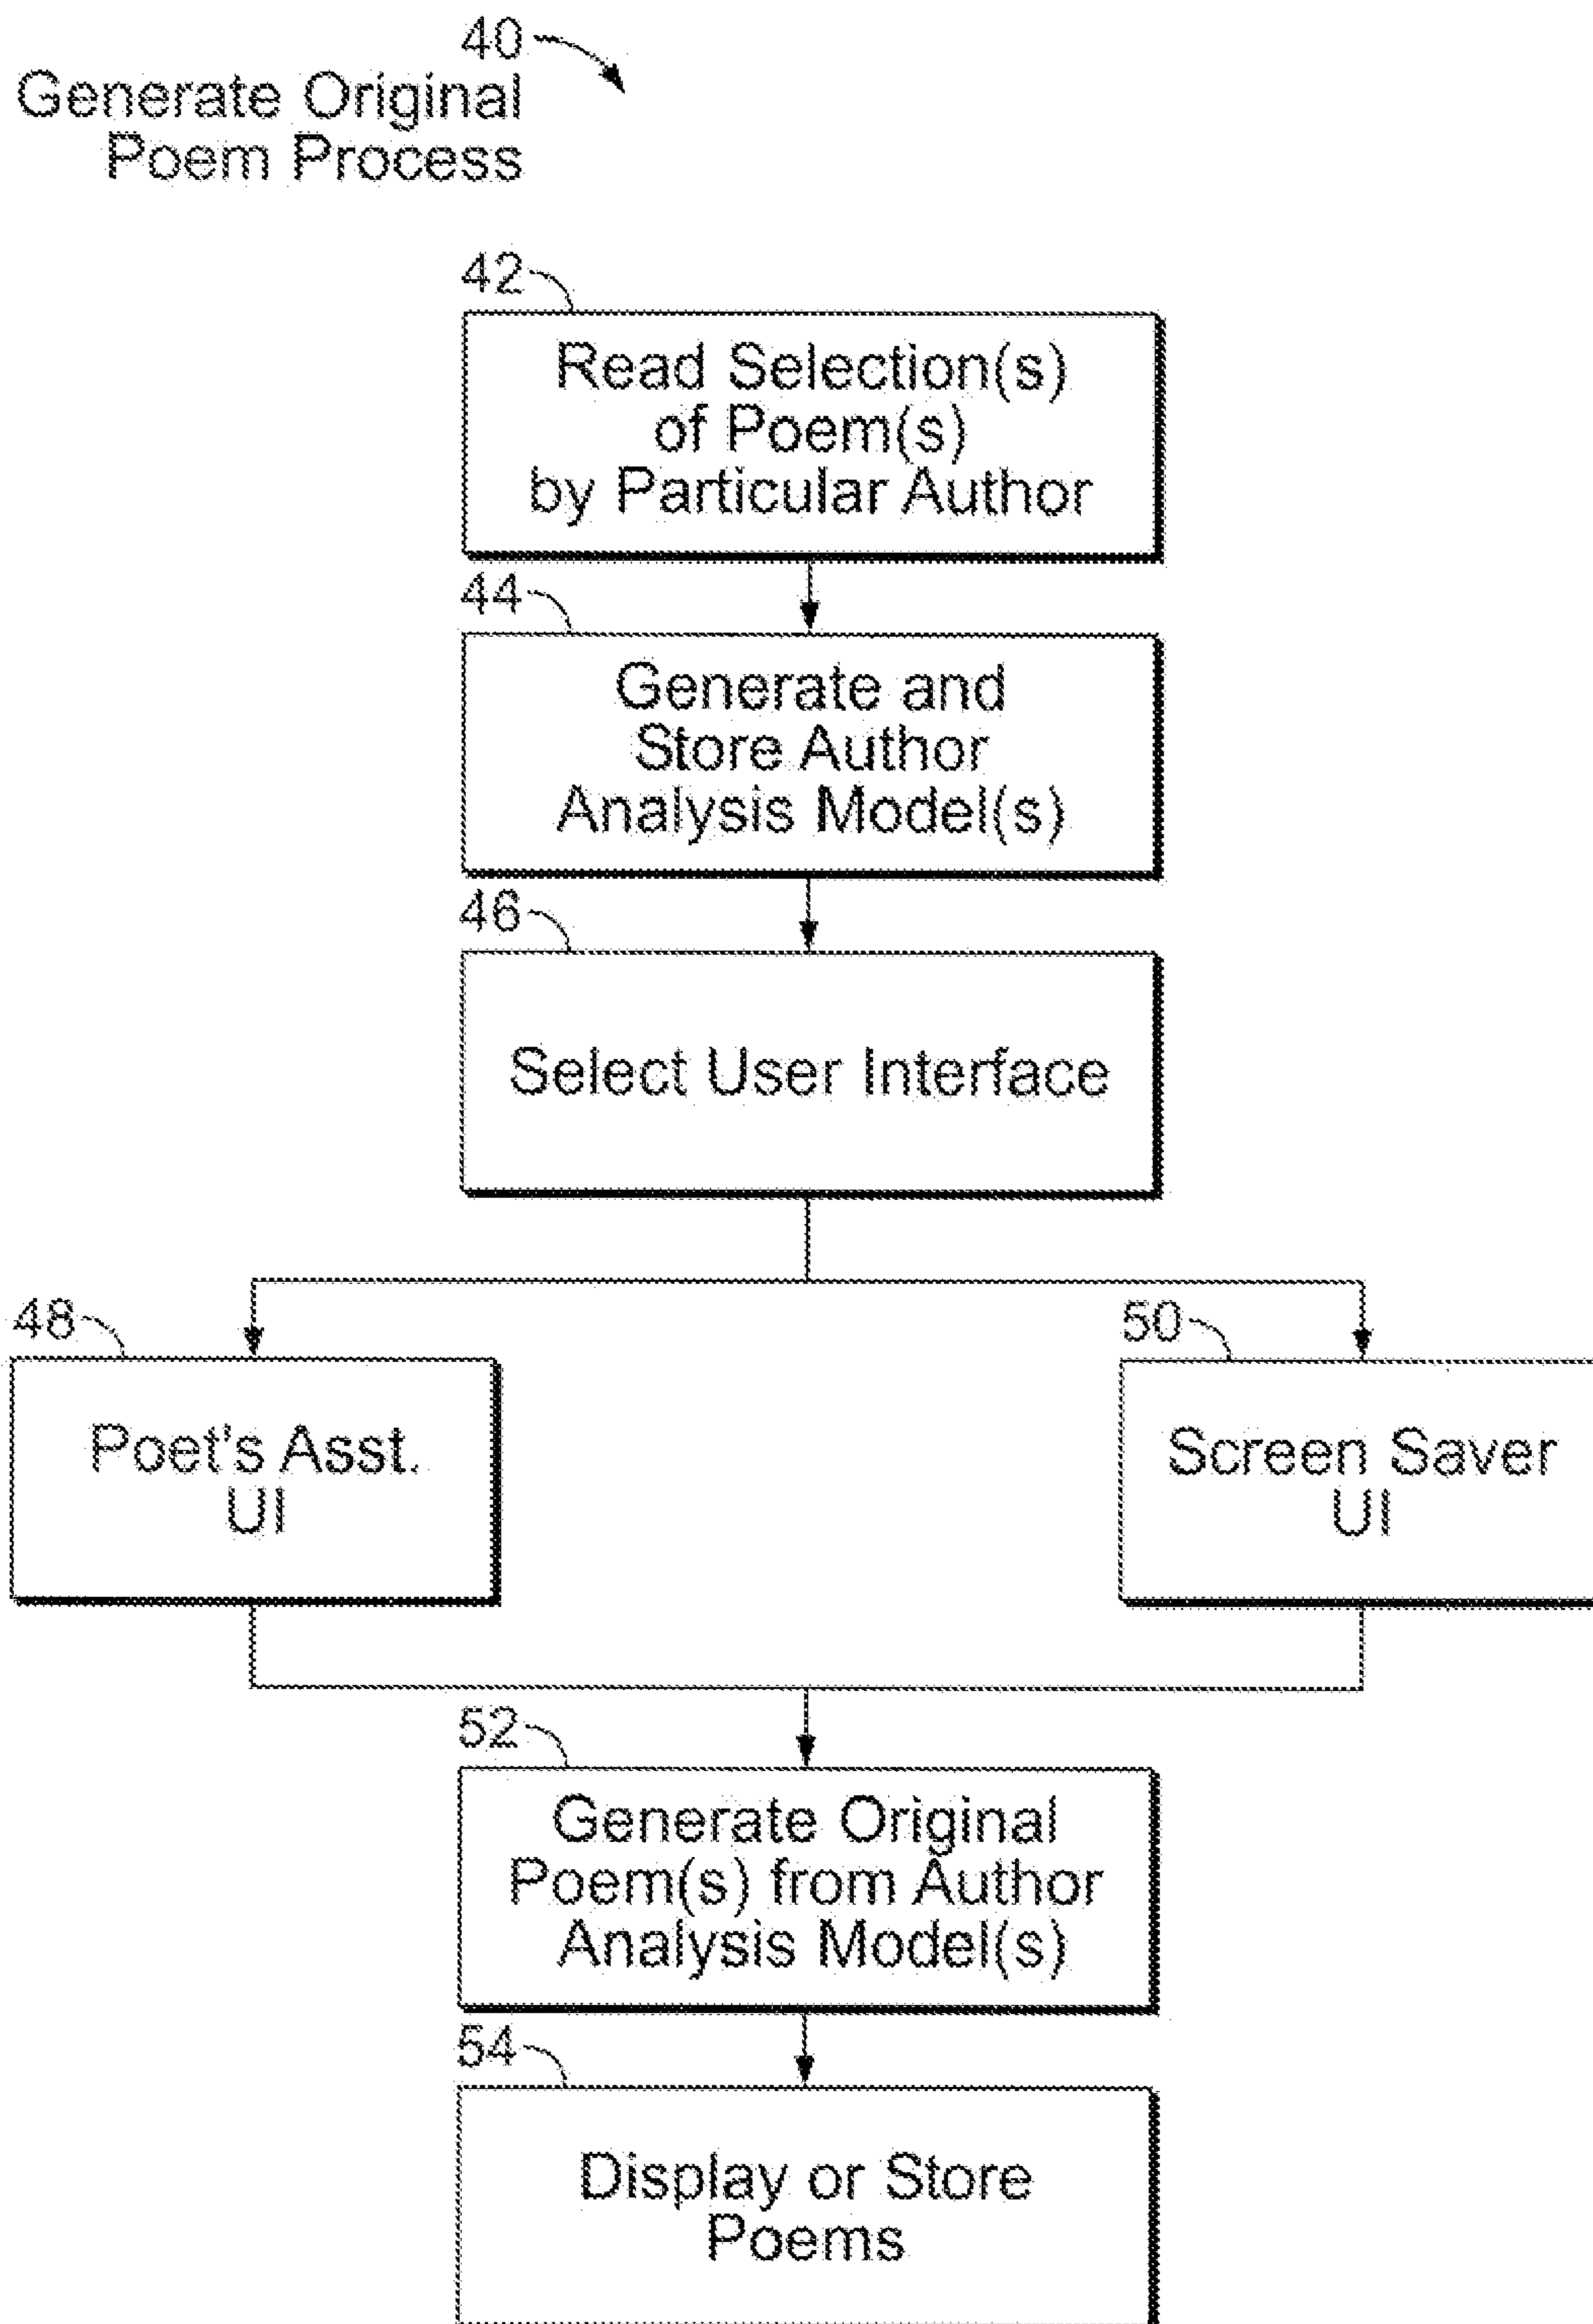 40
Generate Original
Poem Process
42
Read Selection(s)
of Poem(s)
by Particular Author
44
Generate and
Store Author
Analysis Model(s)
46
Select User Interface
48
Poet's Asst.
UI
50
Screen Saver
UI
52
Generate Original
Poem(s) from Author
Analysis Model(s)
54
Display or Store
Poems